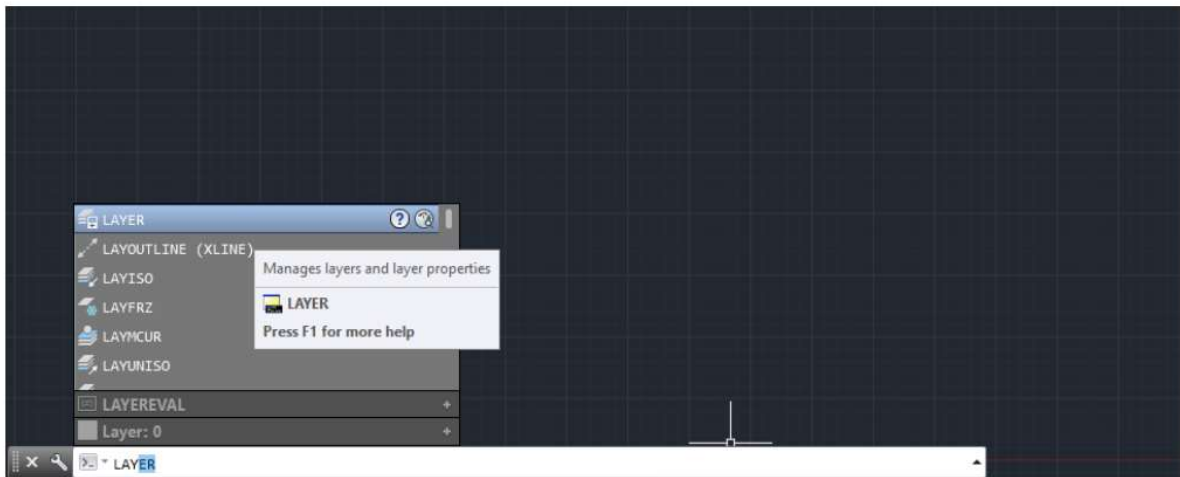 LAYER
LAYOUTLINE (XLINE)
LAYISO
LAYFRZ
LAYMCUR
LAYUNISO
Manages layers and layer properties
LAYER
Press F1 for more help
LAYEREVAL
Layer: 0
LAYER